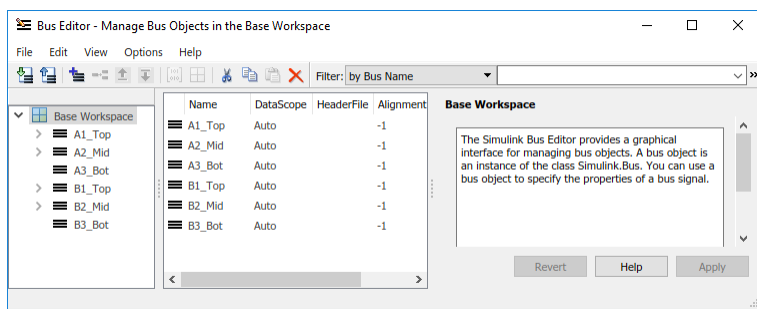 Bus Editor - Manage Bus Objects in the Base Workspace
File Edit View Options Help
Filter: by Bus Name
Base Workspace
A1_Top
A2_Mid
A3_Bot
B1_Top
B2_Mid
B3_Bot
Name DataScope HeaderFile Alignment
A1_Top Auto -1
A2_Mid Auto -1
A3_Bot Auto -1
B1_Top Auto -1
B2_Mid Auto -1
B3_Bot Auto -1
Base Workspace
The Simulink Bus Editor provides a graphical
interface for managing bus objects. A bus object is
an instance of the class Simulink.Bus. You can use a
bus object to specify the properties of a bus signal.
Revert Help Apply